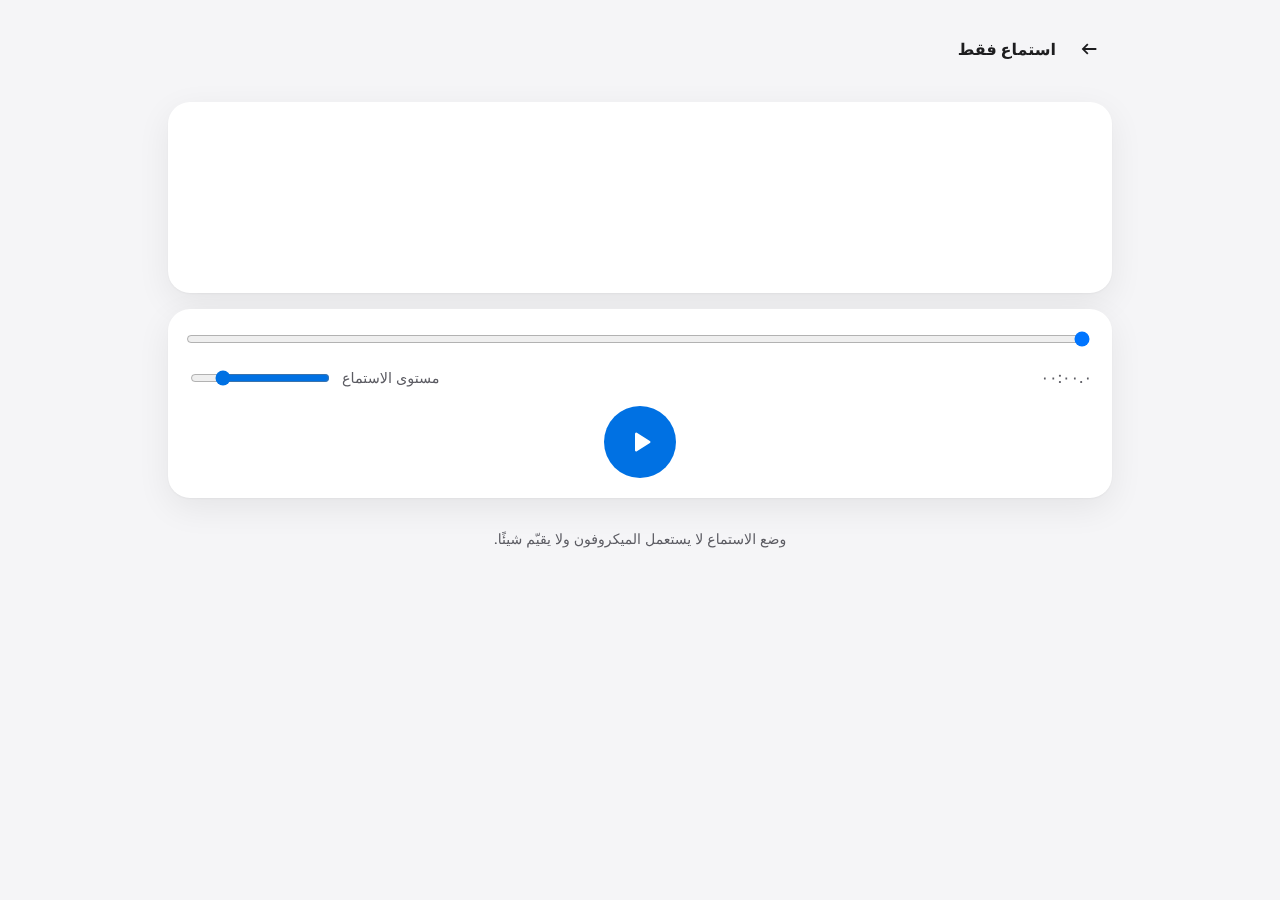 استماع فقط
٠٠:٠٠.٠
مستوى الاستماع
وضع الاستماع لا يستعمل الميكروفون ولا يقيّم شيئًا.